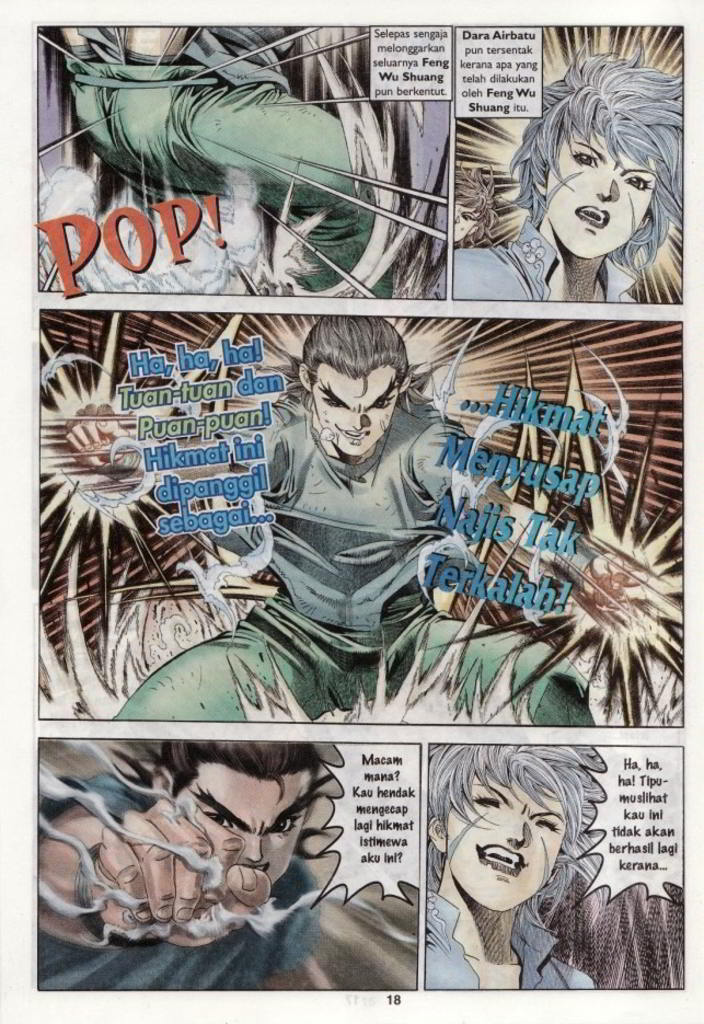 Selepas sengaja
melonggarkan
seluarnya Feng
Wu Shuang
pun berkentut.
Dara Airbatu
pun tersentak
kerana apa yang
telah dilakukan
oleh Feng Wu
Shuang itu.
POP!
Ha, ha, ha!
Tuan-tuan dan
Puan-puan!
Hikmat ini
dipanggil
sebagai...
...Hikmat
Menyusap
Najis Tak
Terkalah!
Macam
mana?
Kau hendak
mengecap
lagi hikmat
istimewa
aku ini?
Ha, ha,
ha! Tipu-
muslihat
kau ini
tidak akan
berhasil lagi
kerana...
18